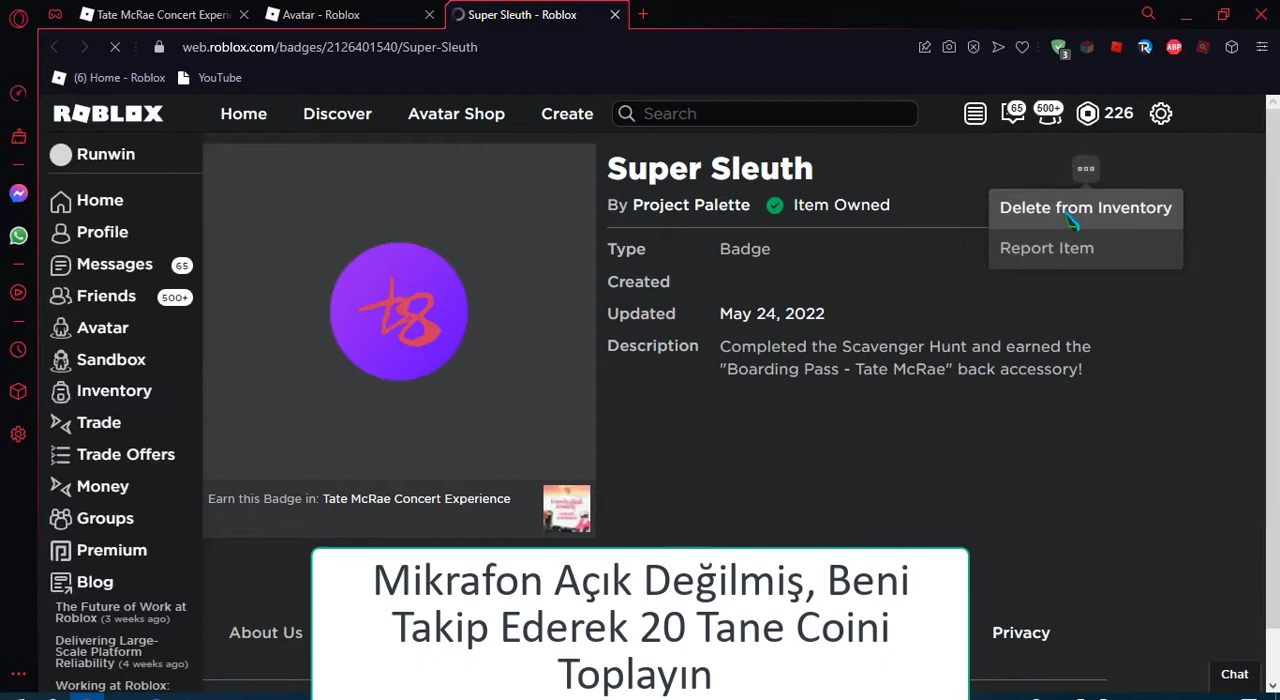 Tate McRae Concert Experi
Avatar - Roblox
Super Sleuth - Roblox
web.roblox.com/badges/2126401540/Super-Sleuth
3
ABP
(6) Home - Roblox
YouTube
ROBLOX
Home
Discover
Avatar Shop
Create
Search
65
500+
226
Runwin
Home
Profile
Messages
65
Friends
500+
Avatar
Sandbox
Inventory
Trade
Trade Offers
Money
Groups
Premium
Blog
The Future of Work at
Roblox (3 weeks ago)
Delivering Large-
Scale Platform
Reliability (4 weeks ago)
Working at Roblox:
t8
Earn this Badge in: Tate McRae Concert Experience
Super Sleuth
By Project Palette Item Owned
Delete from Inventory
Report Item
Type Badge
Created
Updated May 24, 2022
Description Completed the Scavenger Hunt and earned the
"Boarding Pass - Tate McRae" back accessory!
About Us
Privacy
Chat
Mikrafon Açık Değilmiş, Beni
Takip Ederek 20 Tane Coini
Toplayın